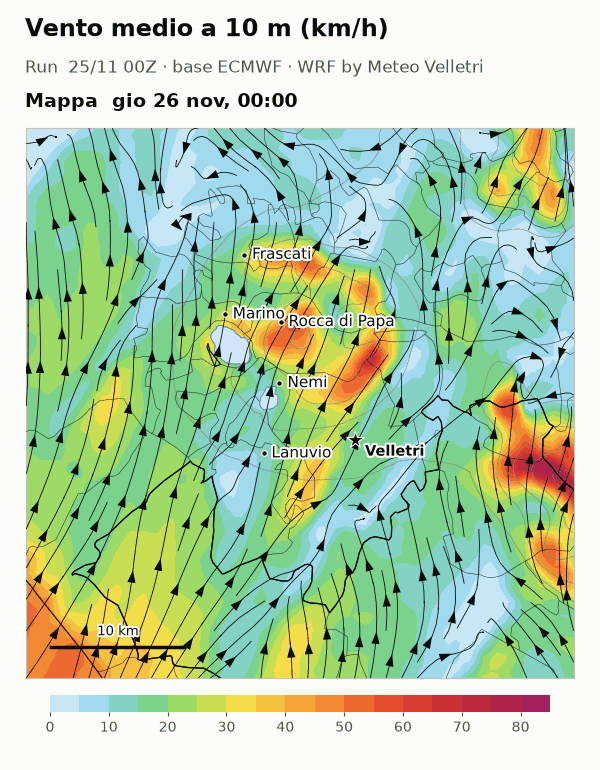 Vento medio a 10 m (km/h)
Run  25/11 00Z · base ECMWF · WRF by Meteo Velletri
Mappa  gio 26 nov, 00:00
Frascati
Marino
Rocca di Papa
Nemi
Velletri
Lanuvio
10 km
0 10 20 30 40 50 60 70 80